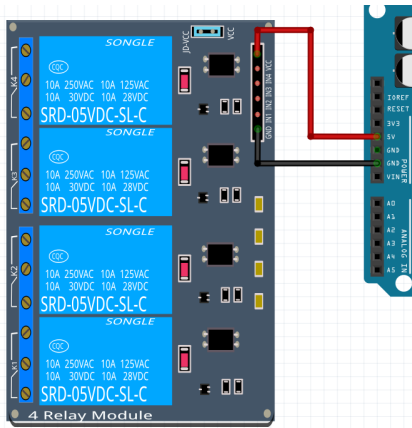 SONGLE
CQC
10A 250VAC 10A 125VAC
10A 30VDC 10A 28VDC
SRD-05VDC-SL-C
K4
SONGLE
CQC
10A 250VAC 10A 125VAC
10A 30VDC 10A 28VDC
SRD-05VDC-SL-C
K3
SONGLE
CQC
10A 250VAC 10A 125VAC
10A 30VDC 10A 28VDC
SRD-05VDC-SL-C
K2
SONGLE
CQC
10A 250VAC 10A 125VAC
10A 30VDC 10A 28VDC
SRD-05VDC-SL-C
K1
4 Relay Module
JD-VCC
VCC
GND IN1 IN2 IN3 IN4 VCC
IOREF
RESET
3V3
5V
GND
GND
VIN
POWER
A0
A1
A2
A3
A4
A5
ANALOG IN